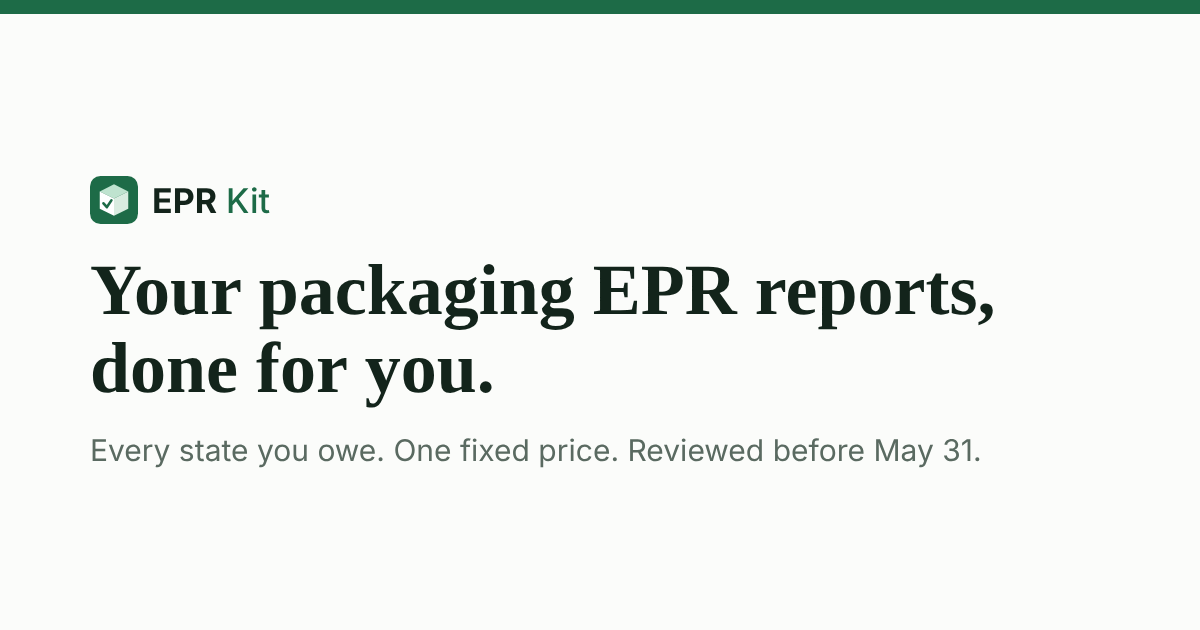 EPR Kit
Your packaging EPR reports,
done for you.
Every state you owe. One fixed price. Reviewed before May 31.